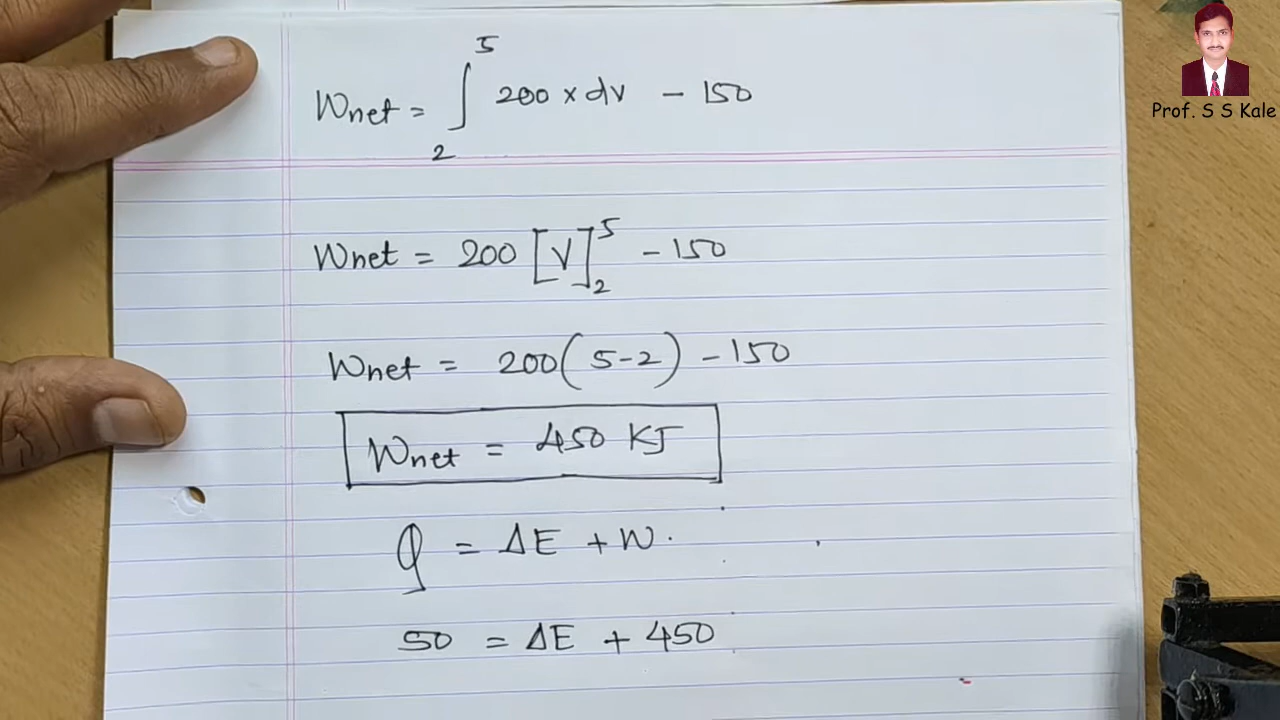 Wnet = ∫₂⁵ 200 × dv - 150
Prof. S S Kale
Wnet = 200 [V]₂⁵ - 150
Wnet = 200(5-2) - 150
Wnet = 450 KJ
Q = ΔE + W.
50 = ΔE + 450